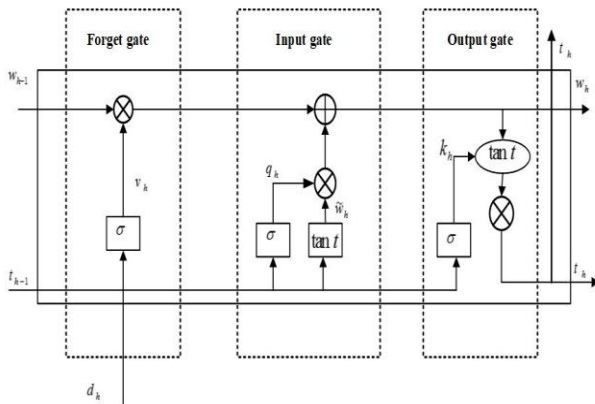 Forget gate
Input gate
Output gate
t_h
w_{h-1}
w_h
k_h
tan t
q_h
v_h
w̃_h
σ
σ
tan t
σ
t_{h-1}
t_h
d_h